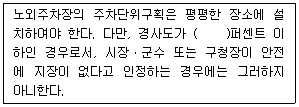 노외주차장의 주차단위구획은 평평한 장소에 설
치하여야 한다. 다만, 경사도가 (    )퍼센트 이
하인 경우로서, 시장·군수 또는 구청장이 안전
에 지장이 없다고 인정하는 경우에는 그러하지
아니한다.